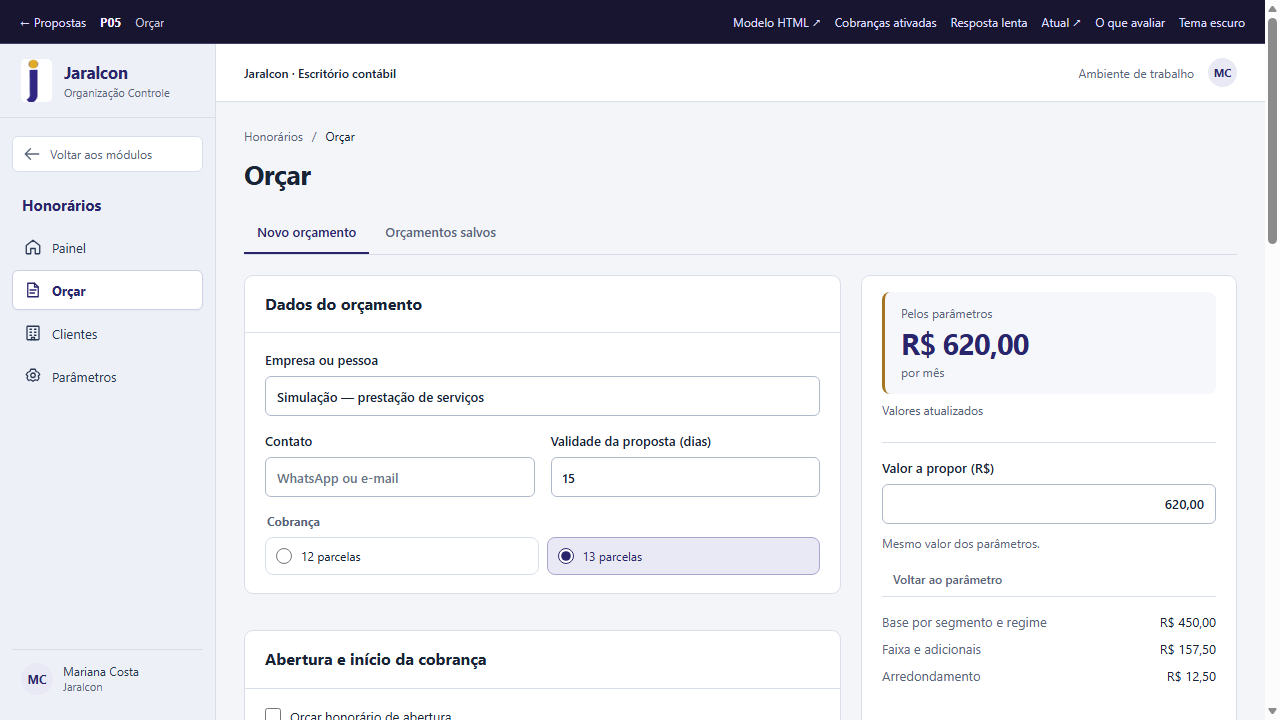 ← Propostas P05 Orçar Modelo HTML ↗ Cobranças ativadas Resposta lenta Atual ↗ O que avaliar Tema escuro
Jaralcon
Organização Controle
Voltar aos módulos
Honorários
Painel
Orçar
Clientes
Parâmetros
MC
Mariana Costa
Jaralcon
Jaralcon · Escritório contábil
Ambiente de trabalho MC
Honorários / Orçar
Orçar
Novo orçamento Orçamentos salvos
Dados do orçamento
Empresa ou pessoa
Simulação — prestação de serviços
Contato Validade da proposta (dias)
WhatsApp ou e-mail 15
Cobrança
12 parcelas 13 parcelas
Abertura e início da cobrança
Orçar honorário de abertura
Pelos parâmetros
R$ 620,00
por mês
Valores atualizados
Valor a propor (R$)
620,00
Mesmo valor dos parâmetros.
Voltar ao parâmetro
Base por segmento e regime R$ 450,00
Faixa e adicionais R$ 157,50
Arredondamento R$ 12,50